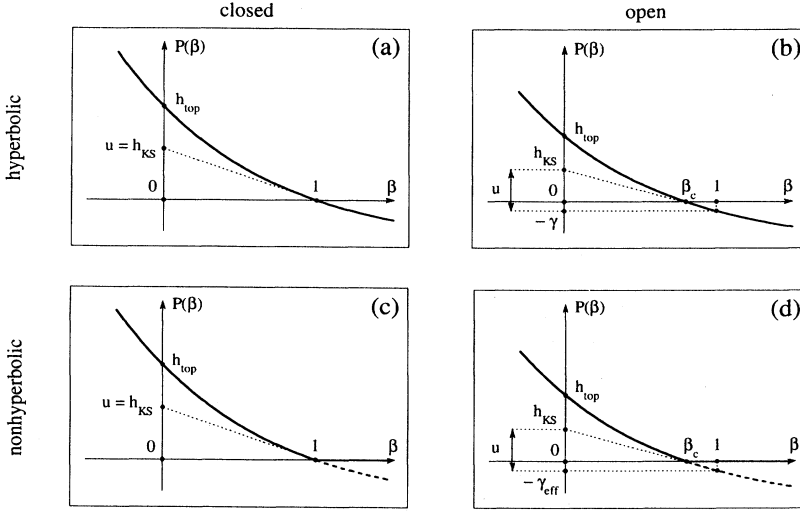 closed
open
hyperbolic
nonhyperbolic
(a)
P(β)
h_top
u = h_KS
0
1
β
(b)
P(β)
h_top
h_KS
u
0
β_c
1
β
− γ
(c)
P(β)
h_top
u = h_KS
0
1
β
(d)
P(β)
h_top
h_KS
u
0
β_c
1
β
− γ_eff